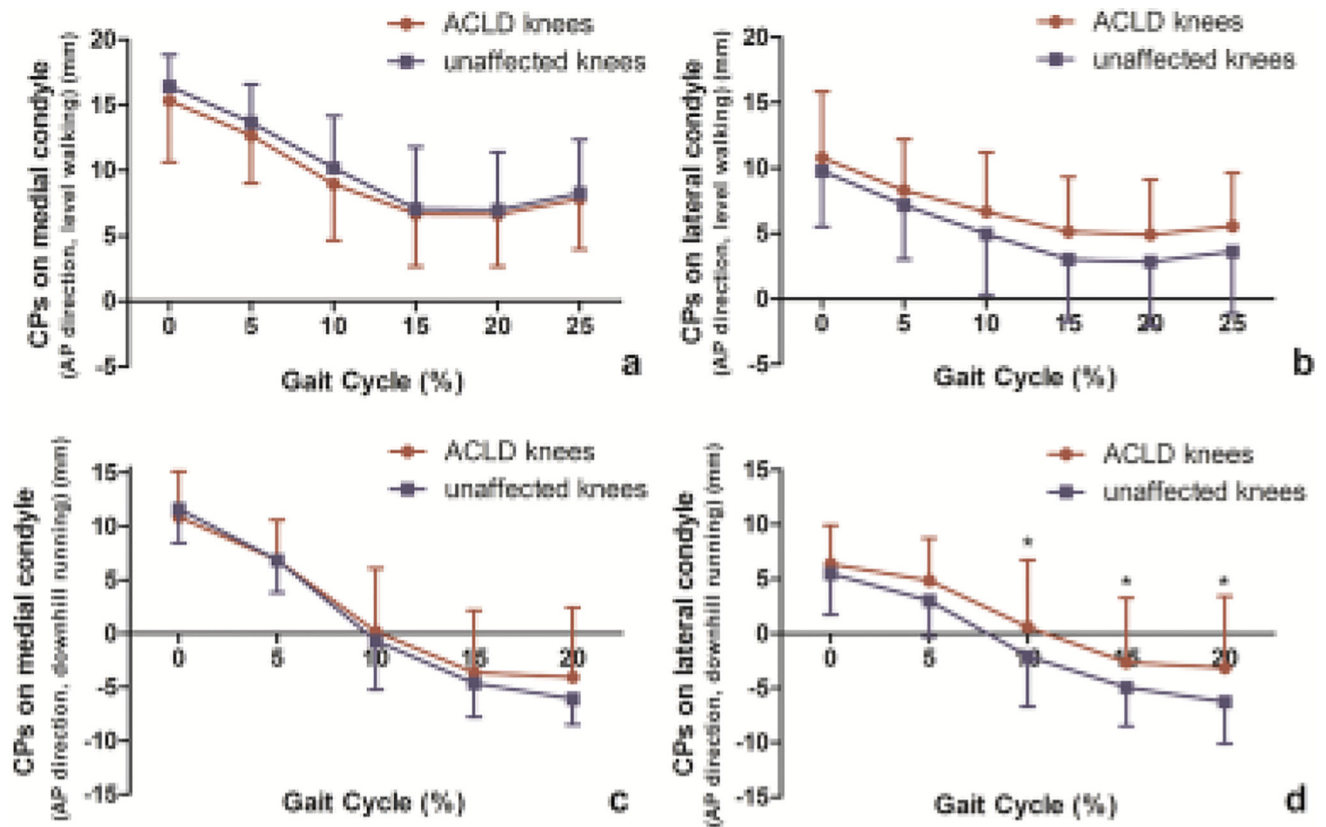 ACLD knees
unaffected knees
CPs on medial condyle
(AP direction, level walking) (mm)
20
15
10
5
0
-5
0 5 10 15 20 25
Gait Cycle (%)
a
ACLD knees
unaffected knees
CPs on lateral condyle
(AP direction, level walking) (mm)
20
15
10
5
0
-5
0 5 10 15 20 25
Gait Cycle (%)
b
ACLD knees
unaffected knees
CPs on medial condyle
(AP direction, downhill running) (mm)
15
10
5
0
-5
-10
-15
0 5 10 15 20
Gait Cycle (%)
c
ACLD knees
unaffected knees
CPs on lateral condyle
(AP direction, downhill running) (mm)
15
10
5
0
-5
-10
-15
* * *
0 5 10 15 20
Gait Cycle (%)
d